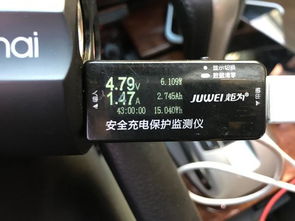 nai
显示切换
数据清零
4.79V 6.109W
1.47A 2.745Ah
43:00:00 15.040Wh
JUWEI 炬为®
安全充电保护监测仪